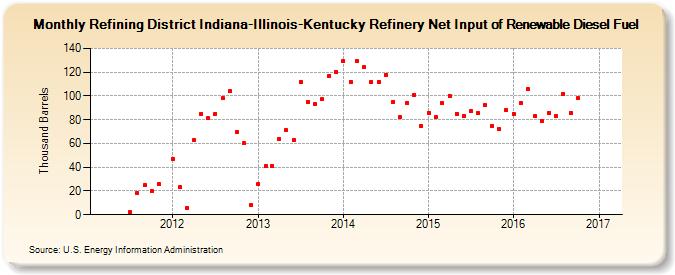 Monthly Refining District Indiana-Illinois-Kentucky Refinery Net Input of Renewable Diesel Fuel
Thousand Barrels
140
120
100
80
60
40
20
0
2012 2013 2014 2015 2016 2017
Source: U.S. Energy Information Administration